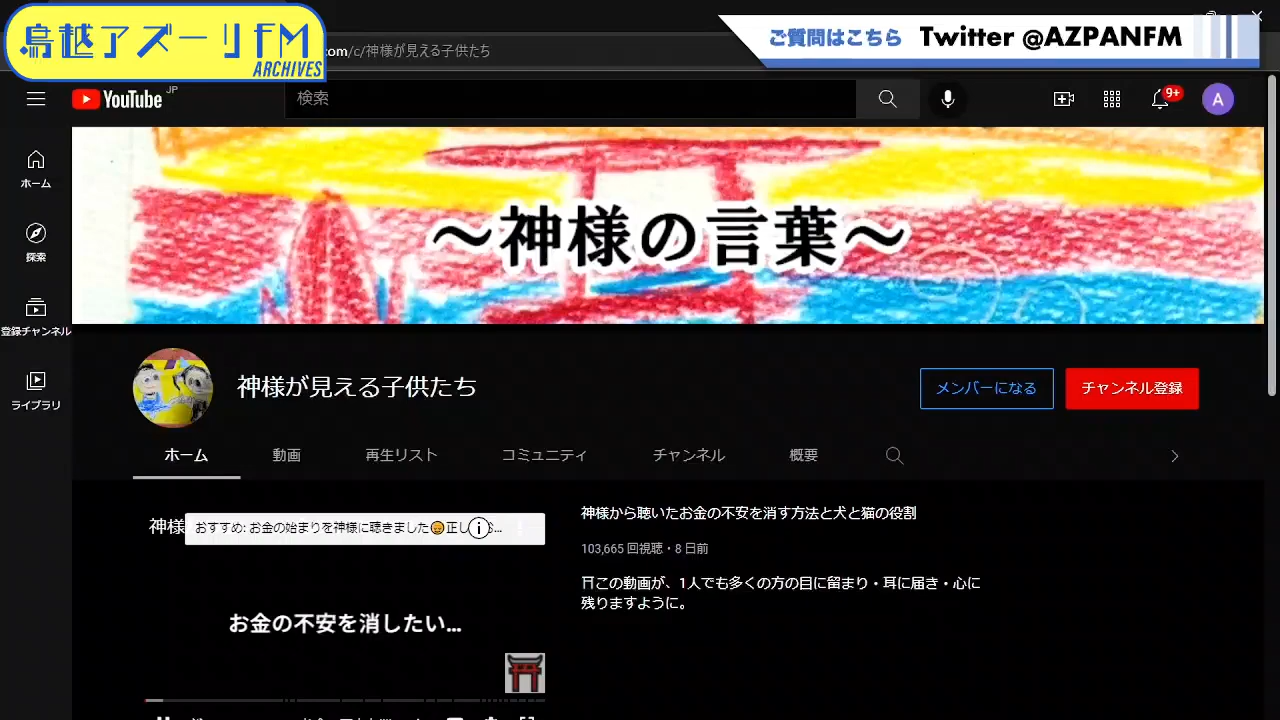 鳥越アズーリFM
ARCHIVES
ご質問はこちら Twitter @AZPANFM
om/c/神様が見える子供たち
YouTube JP
検索
9+
A
ホーム
探索
登録チャンネル
ライブラリ
〜神様の言葉〜
神様が見える子供たち
メンバーになる
チャンネル登録
ホーム 動画 再生リスト コミュニティ チャンネル 概要
神様
おすすめ: お金の始まりを神様に聴きました😑正し
お金の不安を消したい...
神様から聴いたお金の不安を消す方法と犬と猫の役割
103,665 回視聴・8 日前
⛩この動画が、1人でも多くの方の目に留まり・耳に届き・心に
残りますように。